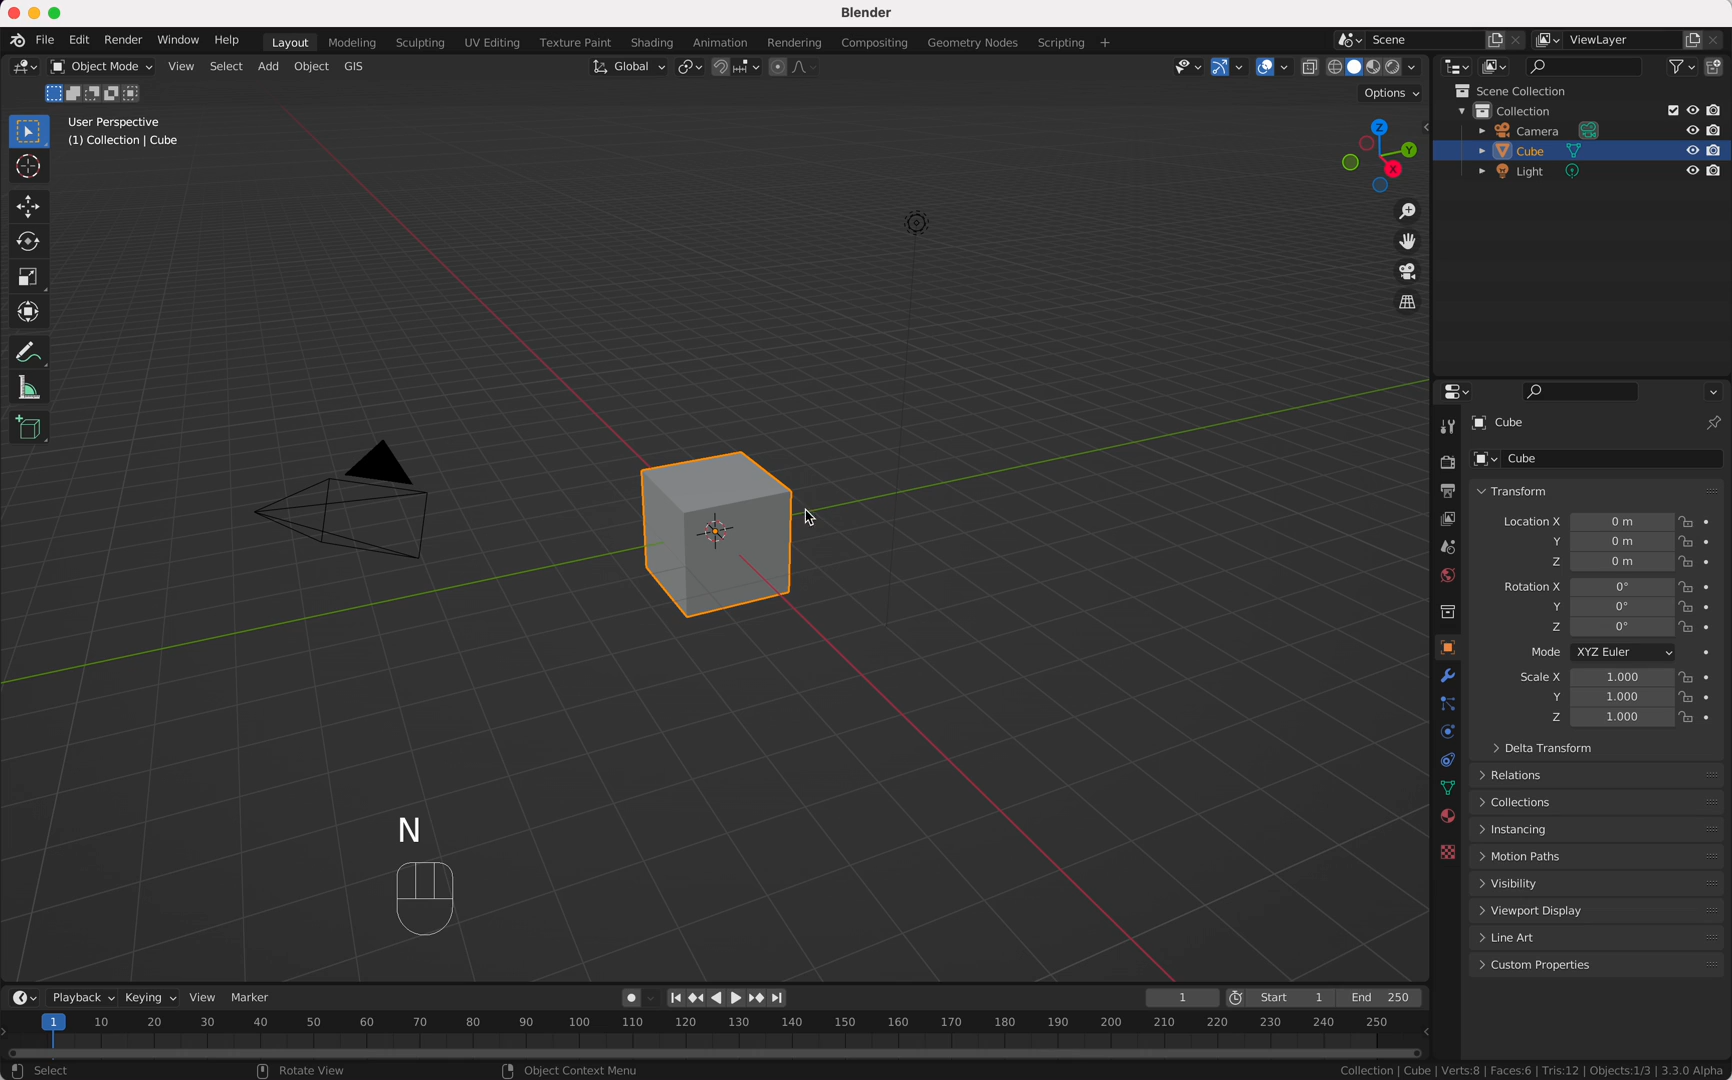 Blender
File Edit Render Window Help
Layout Modeling Sculpting UV Editing Texture Paint Shading Animation Rendering Compositing Geometry Nodes Scripting +
Scene
ViewLayer
Object Mode View Select Add Object GIS
Global
Options
User Perspective
(1) Collection | Cube
Z
Y
X
N
Scene Collection
Collection
Camera
Cube
Light
Cube
Cube
Transform
Location X 0 m
Y 0 m
Z 0 m
Rotation X 0°
Y 0°
Z 0°
Mode XYZ Euler
Scale X 1.000
Y 1.000
Z 1.000
Delta Transform
Relations
Collections
Instancing
Motion Paths
Visibility
Viewport Display
Line Art
Custom Properties
Playback Keying View Marker
1 Start 1 End 250
1 10 20 30 40 50 60 70 80 90 100 110 120 130 140 150 160 170 180 190 200 210 220 230 240 250
Select Rotate View Object Context Menu
Collection | Cube | Verts:8 | Faces:6 | Tris:12 | Objects:1/3 | 3.3.0 Alpha